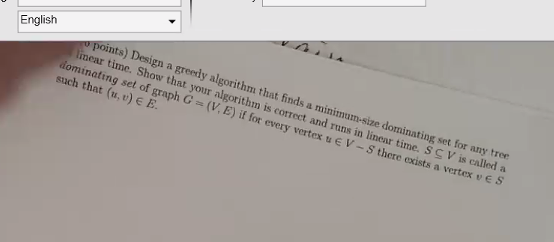 English
points) Design a greedy algorithm that finds a minimum-size dominating set for any tree
linear time. Show that your algorithm is correct and runs in linear time. S ⊆ V is called a
dominating set of graph G = (V, E) if for every vertex u ∈ V − S there exists a vertex v ∈ S
such that (u, v) ∈ E.